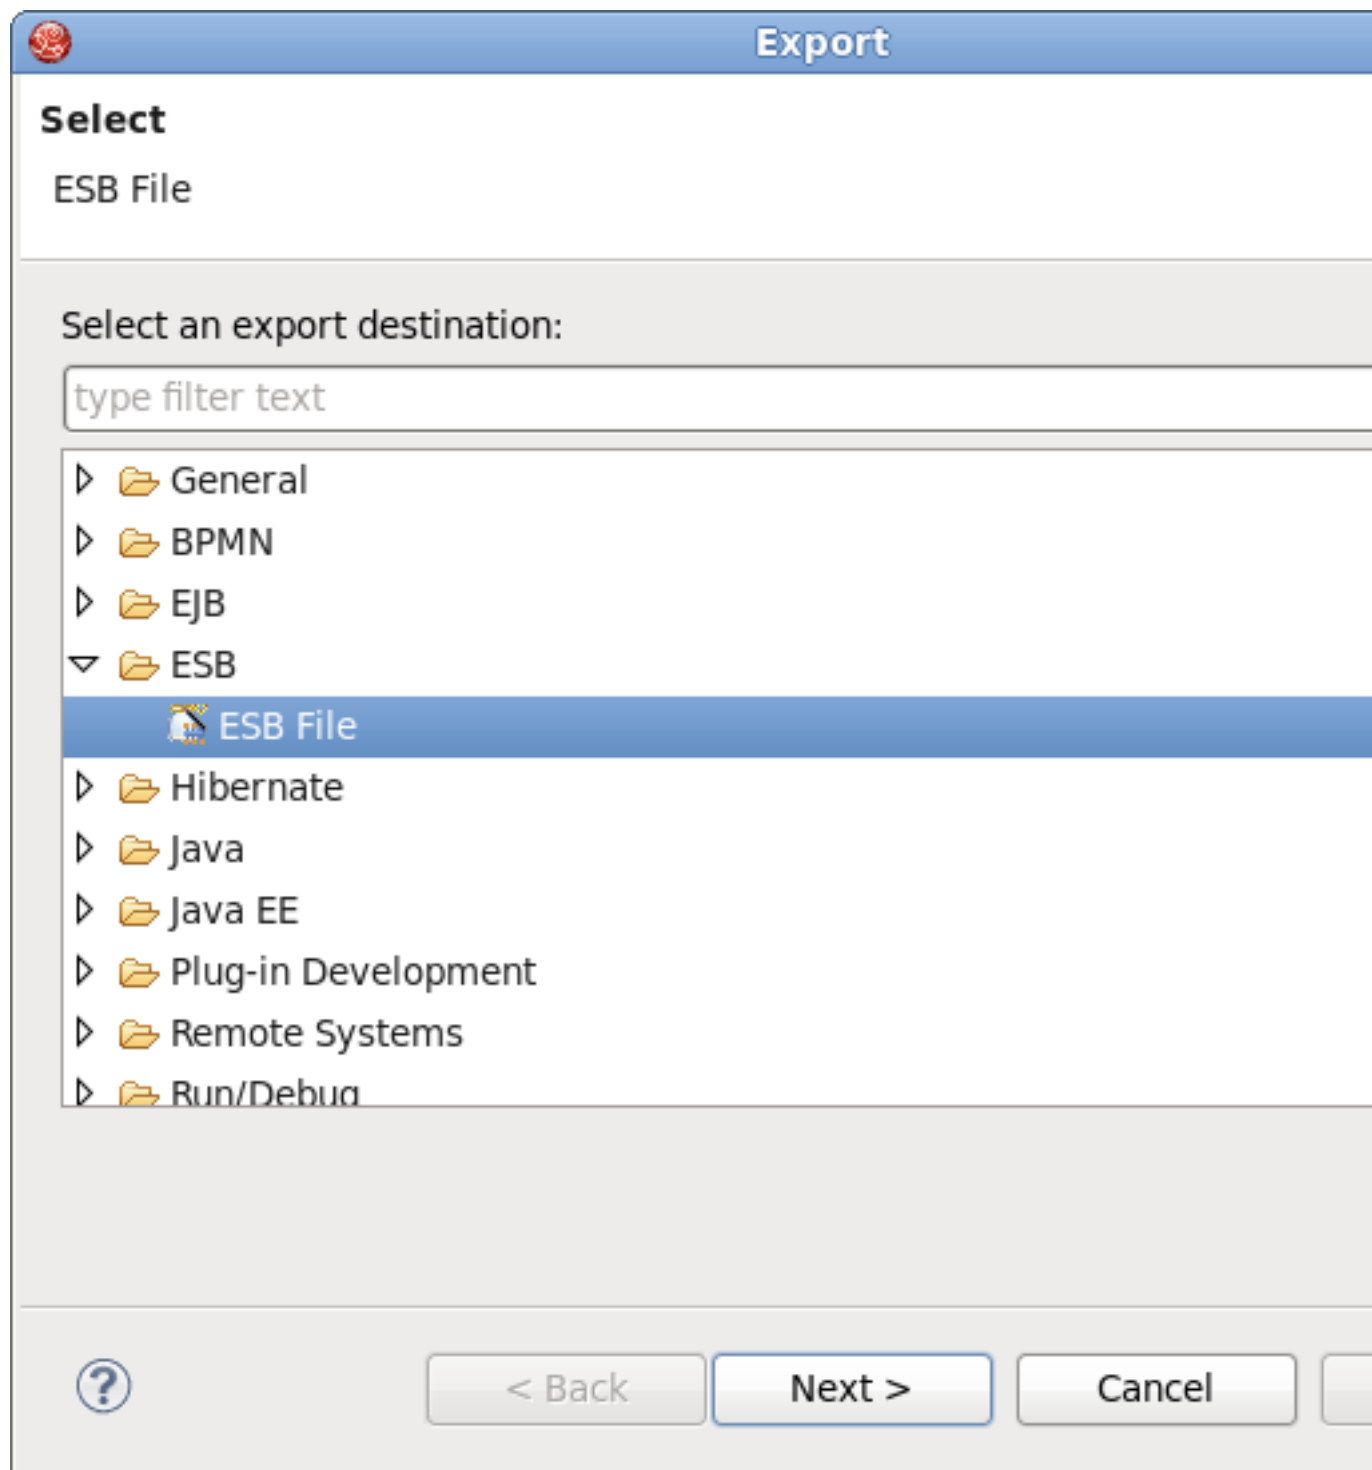 Export
Select
ESB File
Select an export destination:
type filter text
General
BPMN
EJB
ESB
ESB File
Hibernate
Java
Java EE
Plug-in Development
Remote Systems
Run/Debug
< Back Next > Cancel